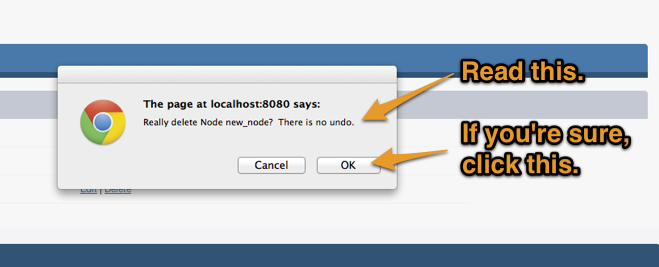 Read this.
The page at localhost:8080 says:
Really delete Node new_node?  There is no undo.
If you're sure,
click this.
Cancel OK
Edit | Delete